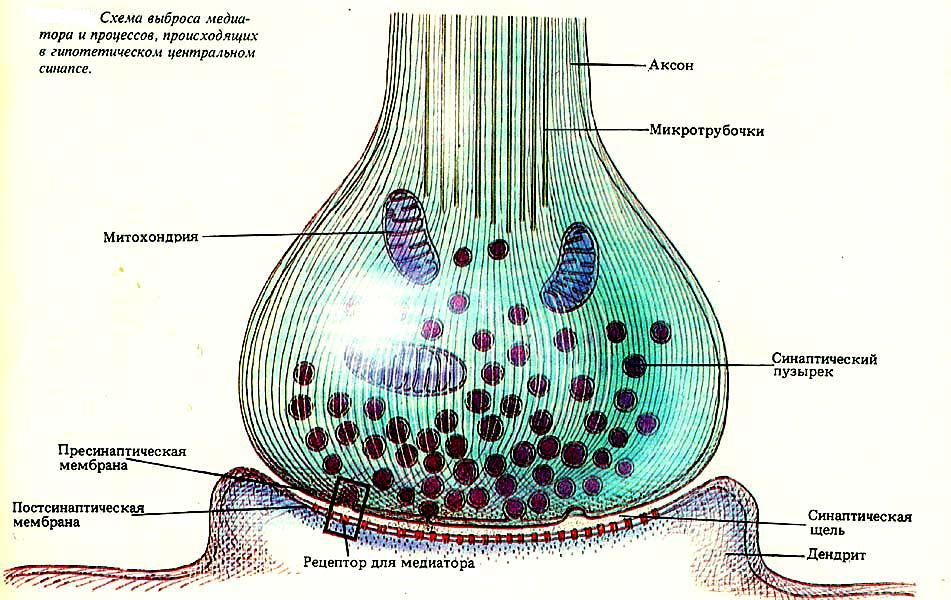 Схема выброса медиа-
тора и процессов, происходящих
в гипотетическом центральном
синапсе.
Аксон
Микротрубочки
Митохондрия
Синаптический
пузырек
Пресинаптическая
мембрана
Постсинаптическая
мембрана
Синаптическая
щель
Рецептор для медиатора
Дендрит